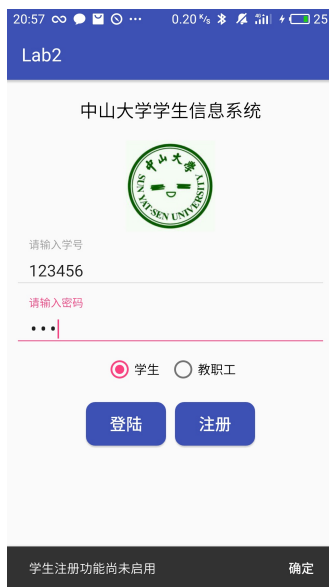 20:57 0.20 K/s 4G 25
Lab2
中山大学学生信息系统
中山大学
SUN YAT-SEN UNIVERSITY
请输入学号
123456
请输入密码
•••
学生 教职工
登陆 注册
学生注册功能尚未启用 确定